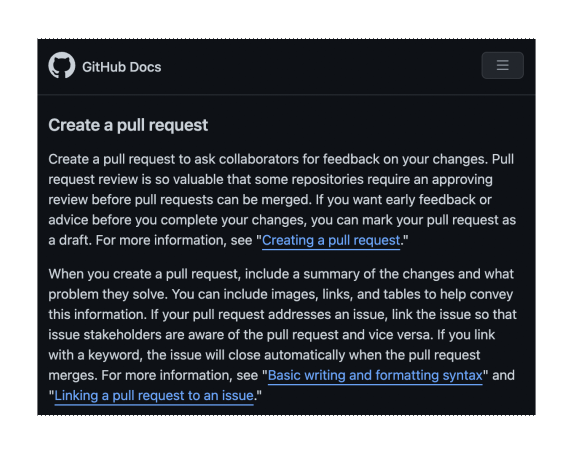 GitHub Docs
Create a pull request
Create a pull request to ask collaborators for feedback on your changes. Pull
request review is so valuable that some repositories require an approving
review before pull requests can be merged. If you want early feedback or
advice before you complete your changes, you can mark your pull request as
a draft. For more information, see "Creating a pull request."
When you create a pull request, include a summary of the changes and what
problem they solve. You can include images, links, and tables to help convey
this information. If your pull request addresses an issue, link the issue so that
issue stakeholders are aware of the pull request and vice versa. If you link
with a keyword, the issue will close automatically when the pull request
merges. For more information, see "Basic writing and formatting syntax" and
"Linking a pull request to an issue."